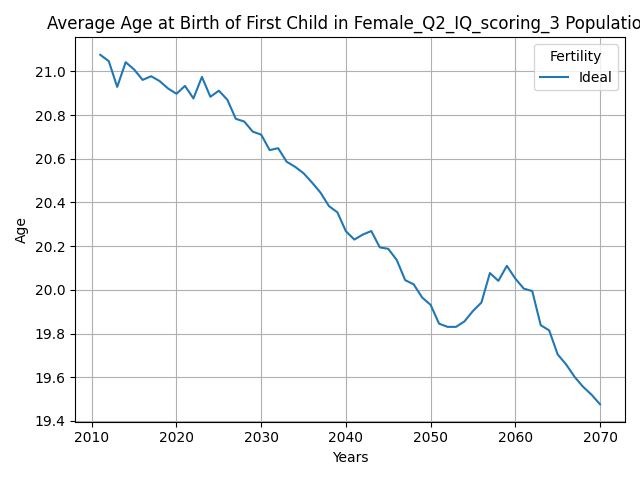 Average Age at Birth of First Child in Female_Q2_IQ_scoring_3 Populatio
Fertility
Ideal
Age
21.0
20.8
20.6
20.4
20.2
20.0
19.8
19.6
19.4
2010 2020 2030 2040 2050 2060 2070
Years